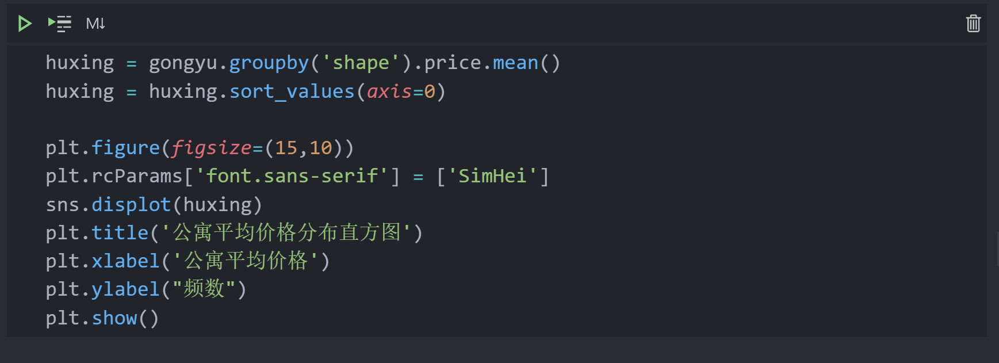 M↓
huxing = gongyu.groupby('shape').price.mean()
huxing = huxing.sort_values(axis=0)
plt.figure(figsize=(15,10))
plt.rcParams['font.sans-serif'] = ['SimHei']
sns.displot(huxing)
plt.title('公寓平均价格分布直方图')
plt.xlabel('公寓平均价格')
plt.ylabel("频数")
plt.show()